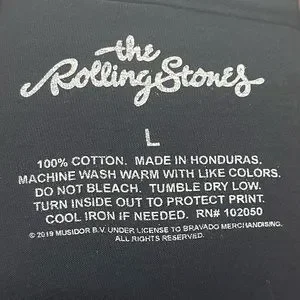 the
Rolling Stones
L
100% COTTON. MADE IN HONDURAS.
MACHINE WASH WARM WITH LIKE COLORS.
DO NOT BLEACH. TUMBLE DRY LOW.
TURN INSIDE OUT TO PROTECT PRINT.
COOL IRON IF NEEDED. RN# 102050
© 2019 MUSIDOR B.V. UNDER LICENSE TO BRAVADO MERCHANDISING.
ALL RIGHTS RESERVED.